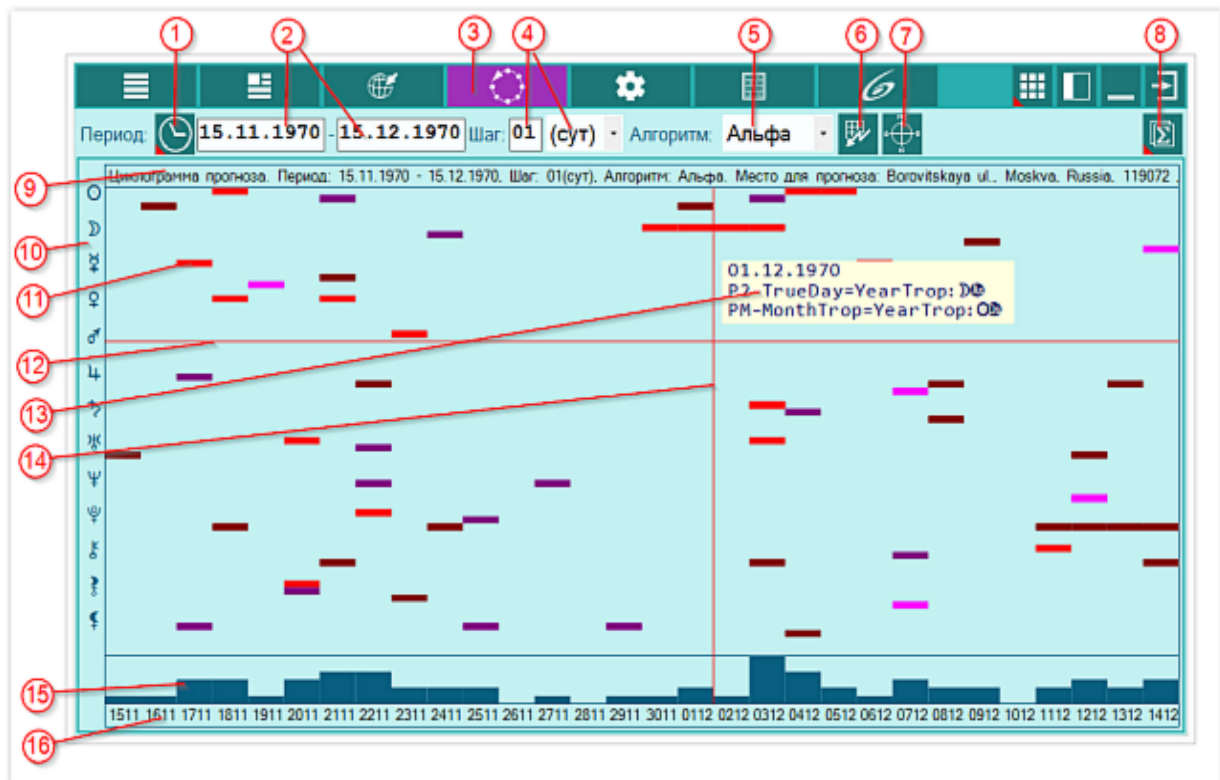 1 2 3 4 5 6 7 8
Период: 15.11.1970 - 15.12.1970 Шаг: 01 (сут) Алгоритм: Альфа
9 Циклограмма прогноза. Период: 15.11.1970 - 15.12.1970, Шаг: 01(сут), Алгоритм: Альфа. Место для прогноза: Borovitskaya ul., Moskva, Russia, 119072 ,
10
11
01.12.1970
P2-TrueDay=YearTrop:☽
PM-MonthTrop=YearTrop:
12
13
14
15
1511 1611 1711 1811 1911 2011 2111 2211 2311 2411 2511 2611 2711 2811 2911 3011 0112 0212 0312 0412 0512 0612 0712 0812 0912 1012 1112 1212 1312 1412
16